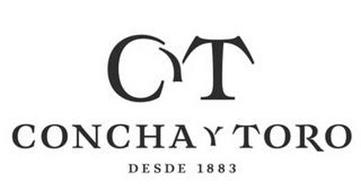 CYT
CONCHA Y TORO
DESDE 1883